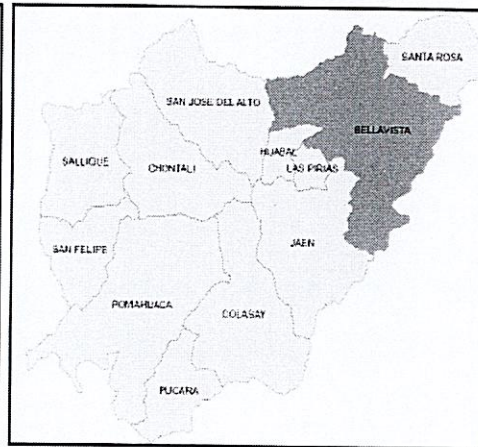 SANTA ROSA
SAN JOSE DEL ALTO
BELLAVISTA
HUABAL
SALLIQUE
CHONTALI
LAS PIRIAS
SAN FELIPE
JAEN
POMAHUACA
COLASAY
PUCARA